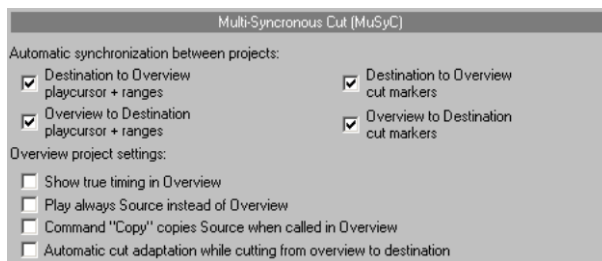 Multi-Syncronous Cut (MuSyC)
Automatic synchronization between projects:
Destination to Overview
playcursor + ranges
Destination to Overview
cut markers
Overview to Destination
playcursor + ranges
Overview to Destination
cut markers
Overview project settings:
Show true timing in Overview
Play always Source instead of Overview
Command "Copy" copies Source when called in Overview
Automatic cut adaptation while cutting from overview to destination